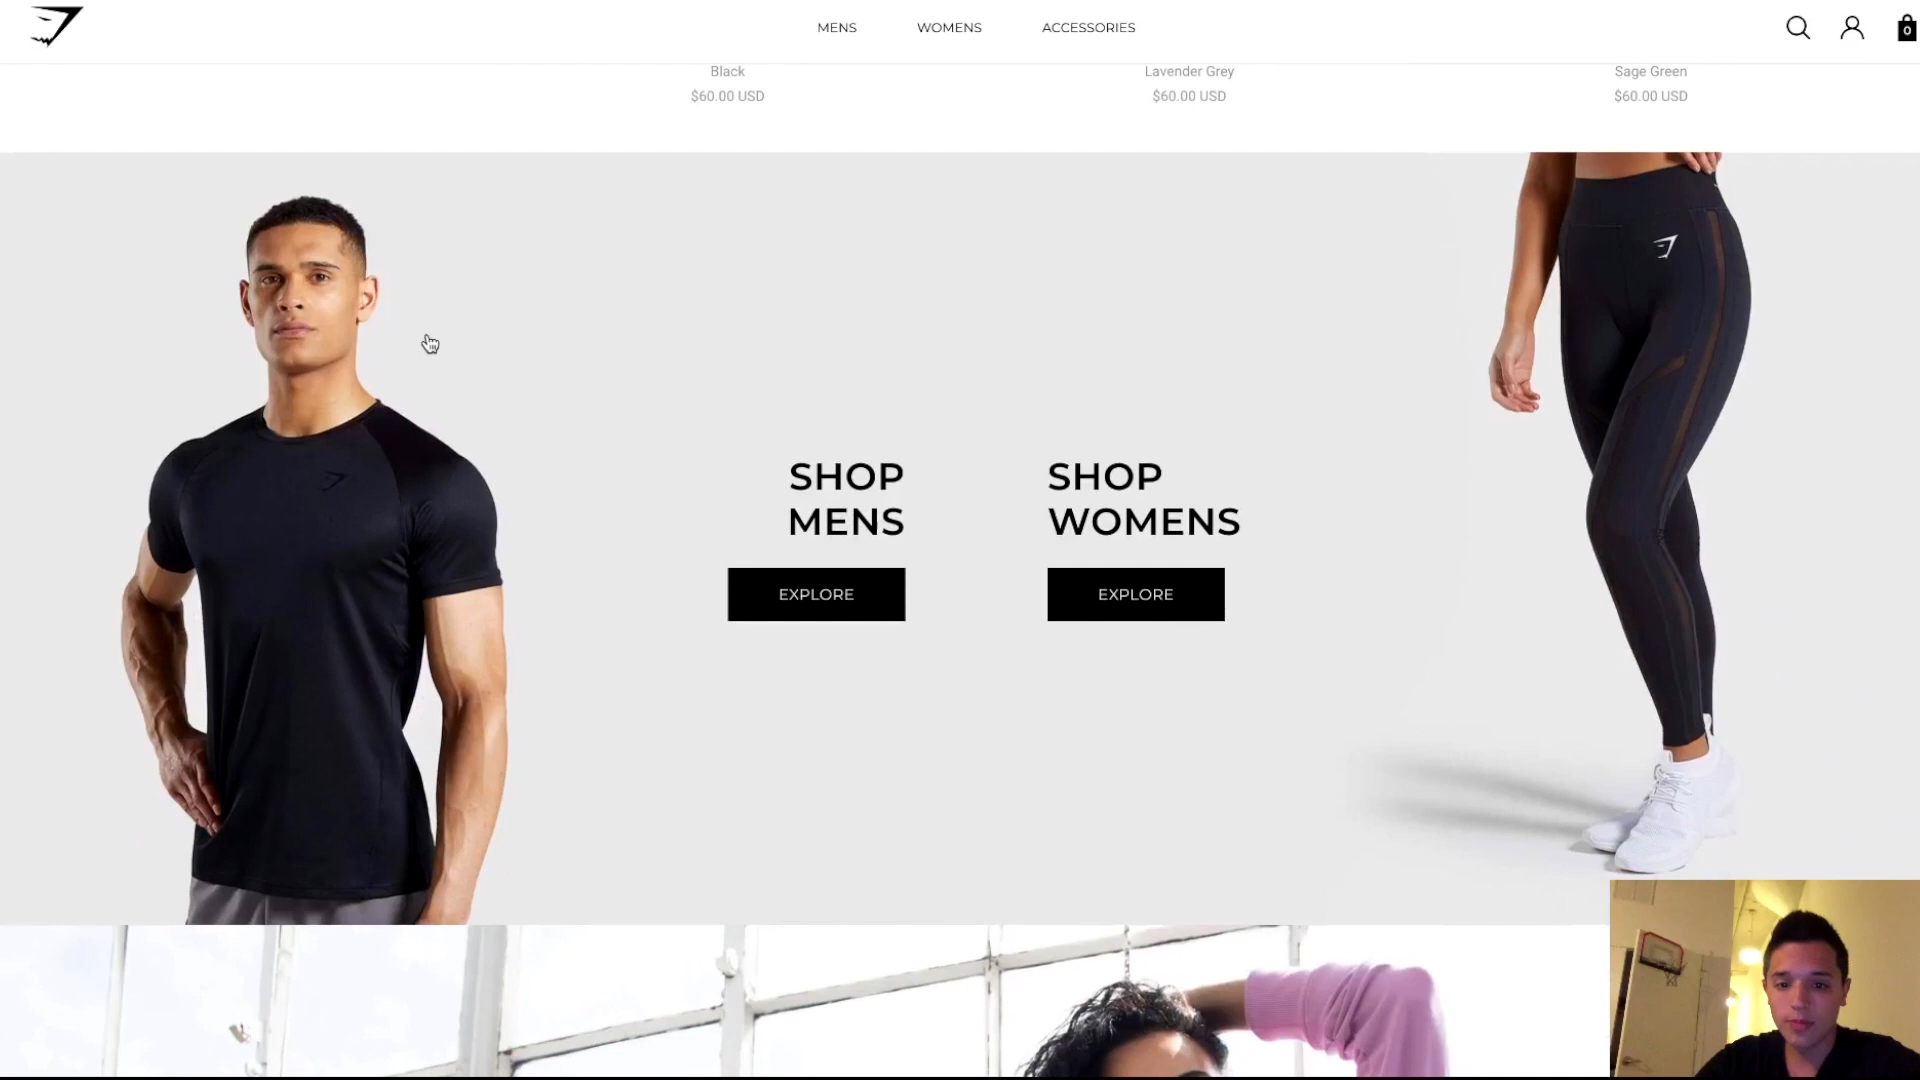 MENS WOMENS ACCESSORIES
0
Black Lavender Grey Sage Green
$60.00 USD $60.00 USD $60.00 USD
SHOP
MENS
EXPLORE
SHOP
WOMENS
EXPLORE